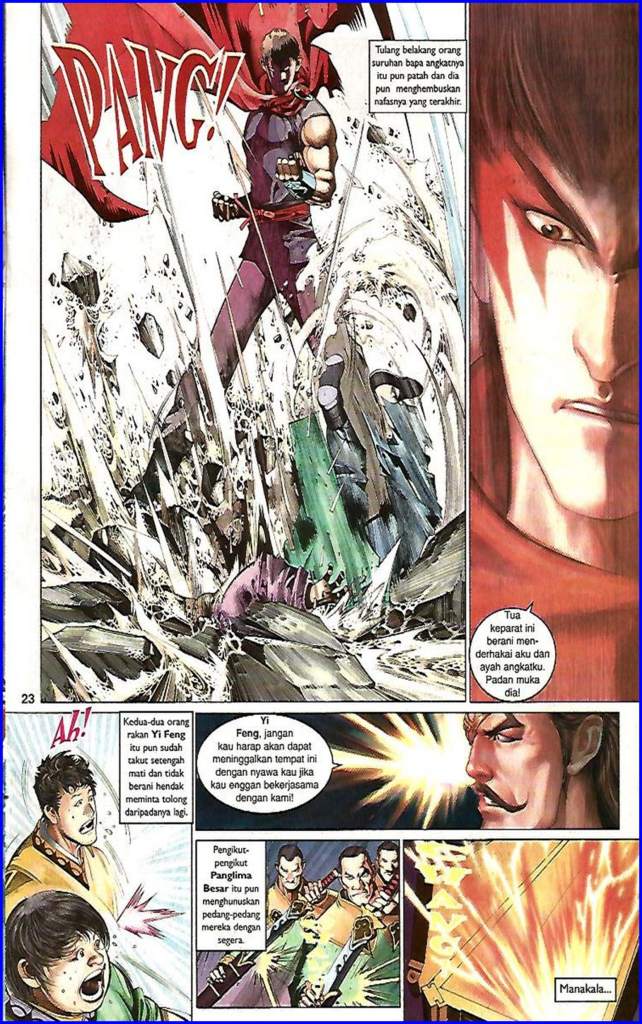 PANG!
Tulang belakang orang
suruhan bapa angkatnya
itu pun patah dan dia
pun menghembuskan
nafasnya yang terakhir.
Tua
keparat ini
berani men-
derhakai aku dan
ayah angkatku.
Padan muka
dia!
23
Ah!
Kedua-dua orang
rakan Yi Feng
itu pun sudah
takut setengah
mati dan tidak
berani hendak
meminta tolong
daripadanya lagi.
Yi
Feng, jangan
kau harap akan dapat
meninggalkan tempat ini
dengan nyawa kau jika
kau enggan bekerjasama
dengan kami!
Pengikut-
pengikut
Panglima
Besar itu pun
menghunuskan
pedang-pedang
mereka dengan
segera.
Manakala...